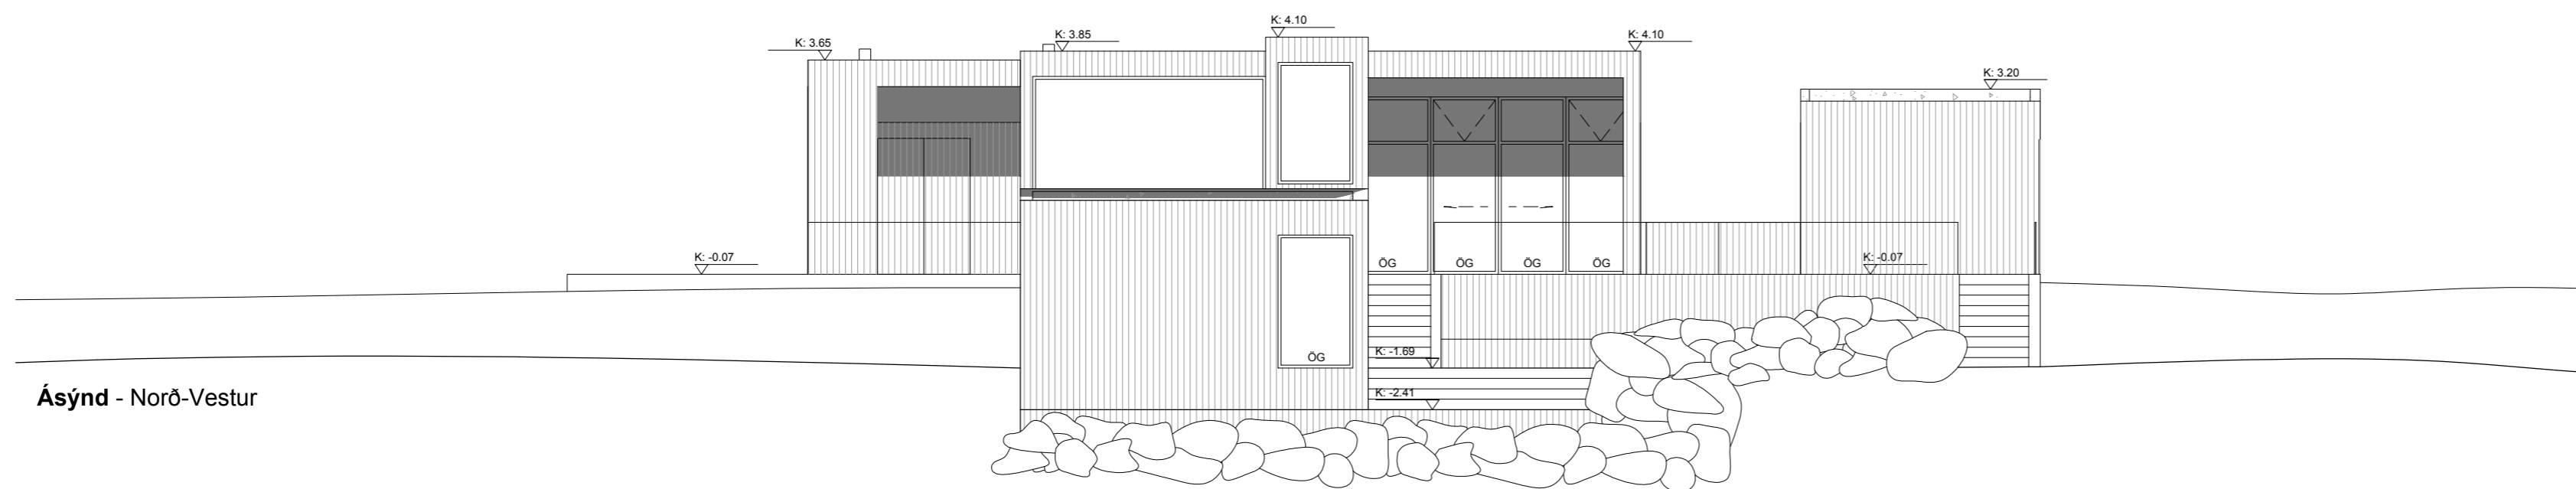 K: 4.10
K: 3.85
K: 4.10
K: 3.65
K: 3.20
K: -0.07
ÖG
ÖG
ÖG
ÖG
K: -0.07
ÖG
K: -1.69
K: -2.41
Ásýnd - Norð-Vestur